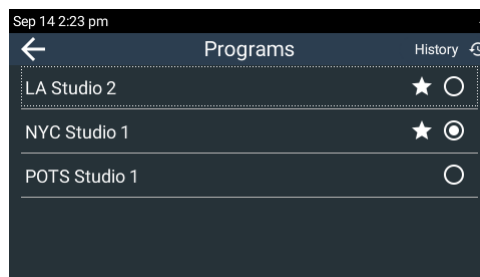 Sep 14 2:23 pm
Programs History
LA Studio 2
NYC Studio 1
POTS Studio 1